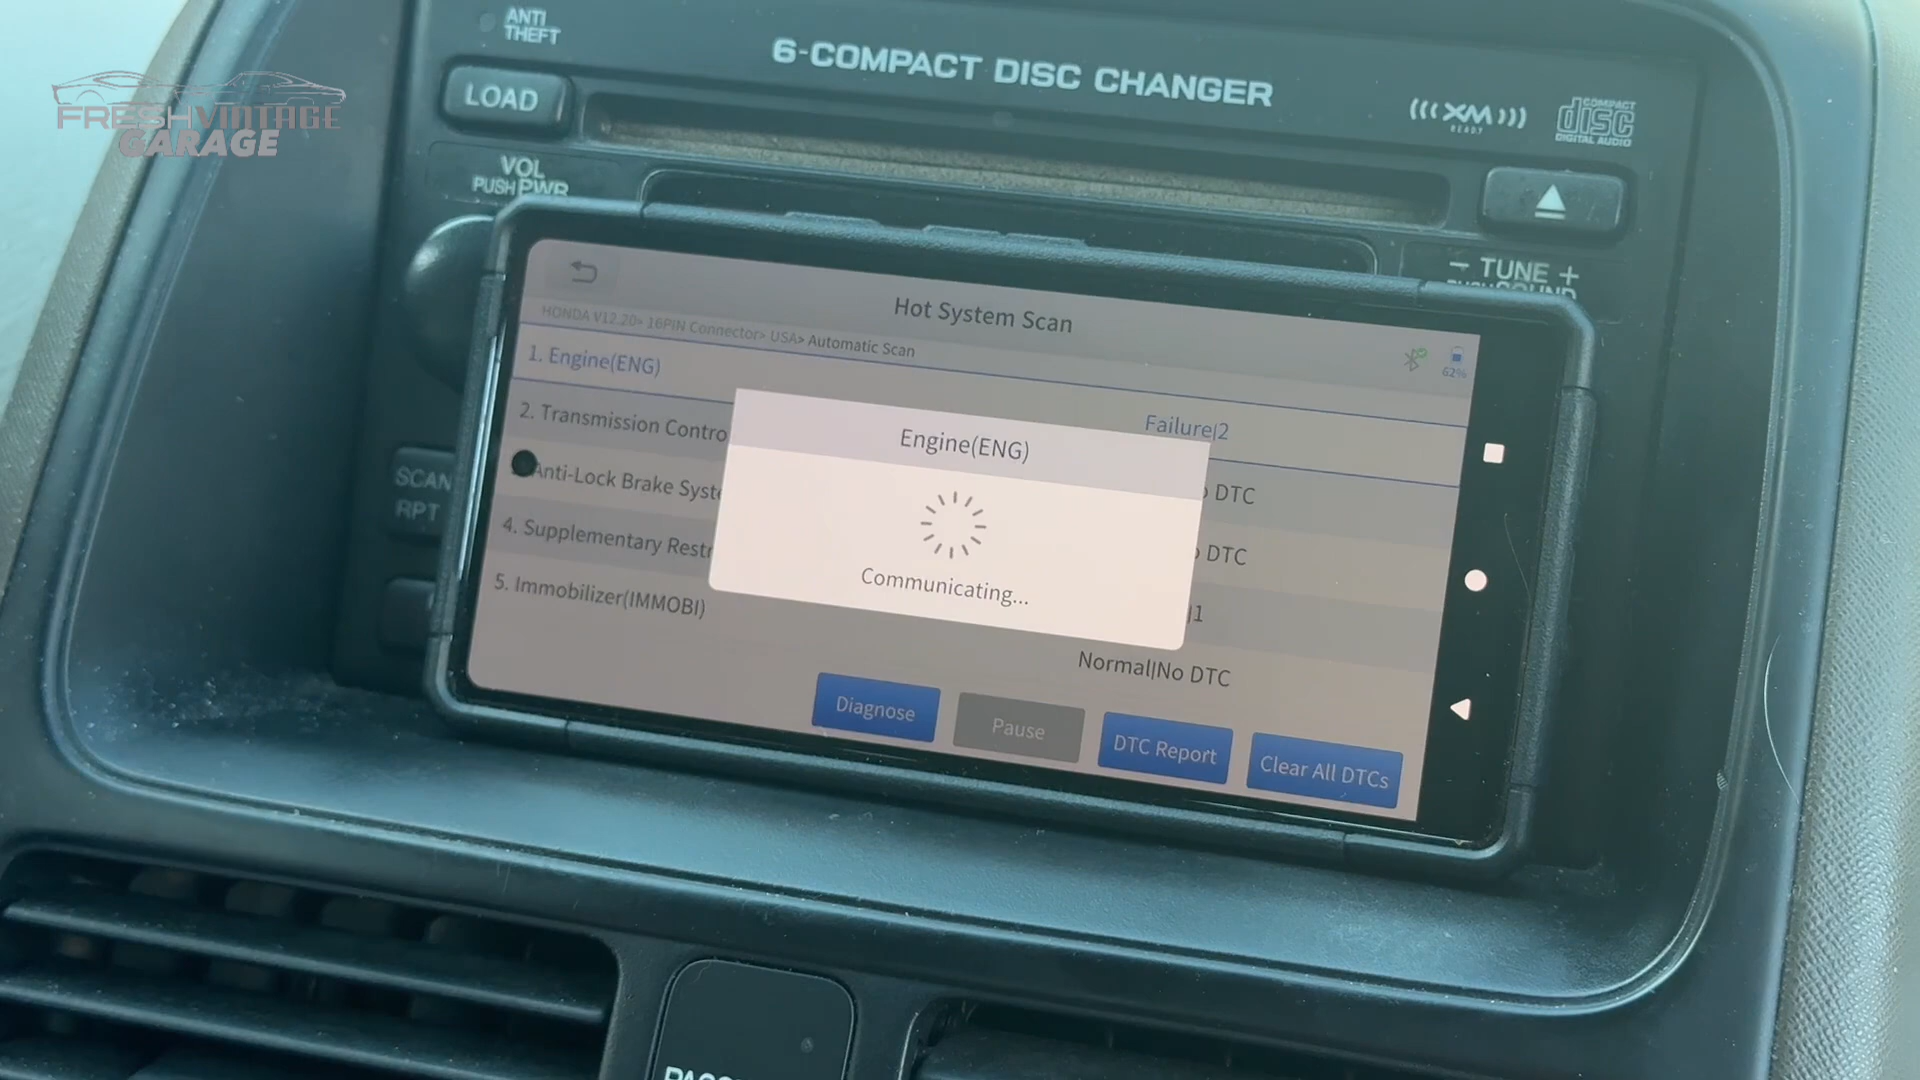 ANTI
THEFT
6-COMPACT DISC CHANGER
LOAD
XM
READY
COMPACT
disc
DIGITAL AUDIO
FRESHVINTAGE
GARAGE
VOL
PUSH PWR
- TUNE +
PUSH SOUND
Hot System Scan
HONDA V12.20> 16PIN Connector> USA> Automatic Scan
62%
1. Engine(ENG)
Failure|2
2. Transmission Contro
DTC
Anti-Lock Brake Syste
DTC
4. Supplementary Restr
|1
5. Immobilizer(IMMOBI)
Normal|No DTC
Engine(ENG)
Communicating...
Diagnose
Pause
DTC Report
Clear All DTCs
SCAN
RPT